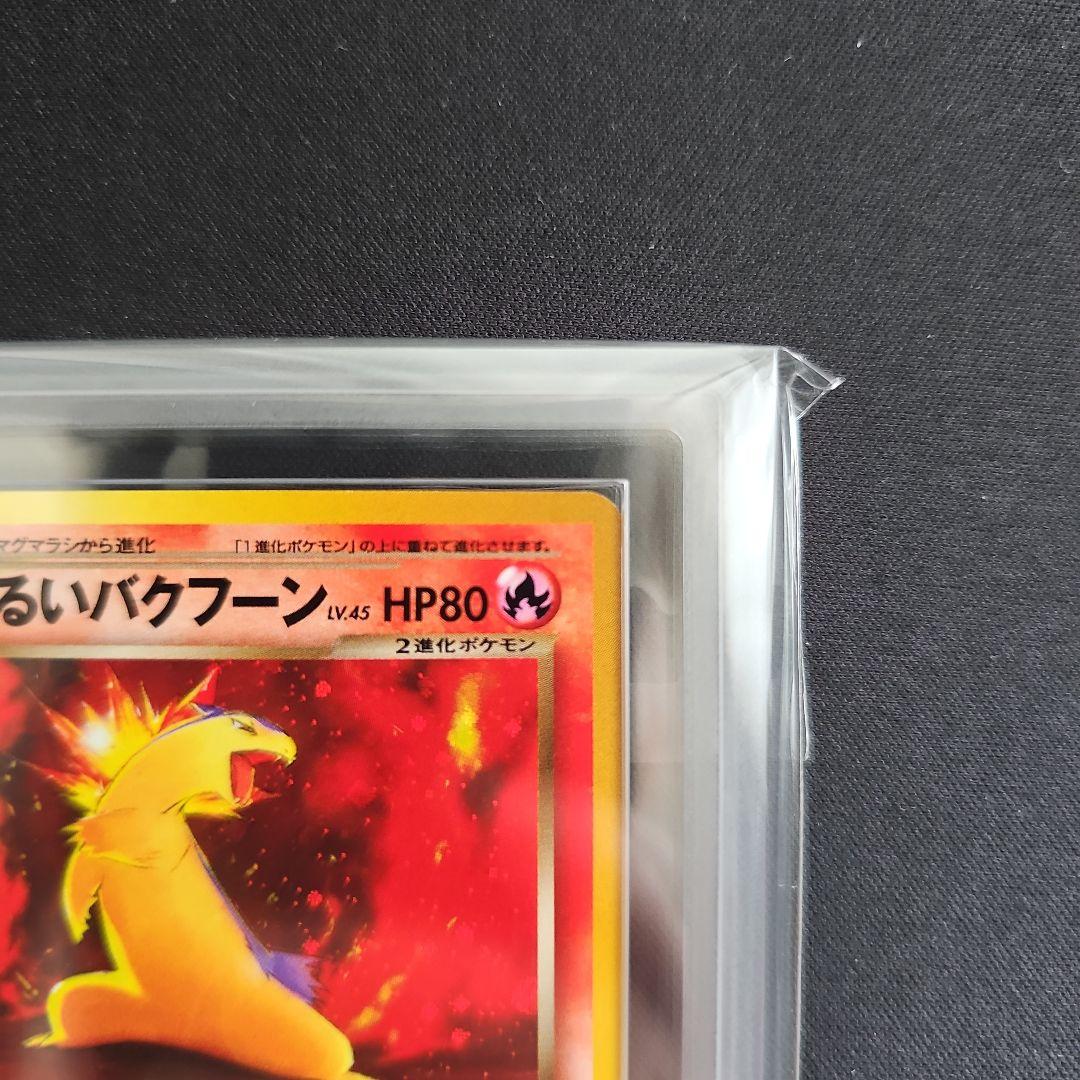 マグマラシから進化 「1進化ポケモン」の上に重ねて進化させます。
るいバクフーン LV.45 HP80
2進化ポケモン